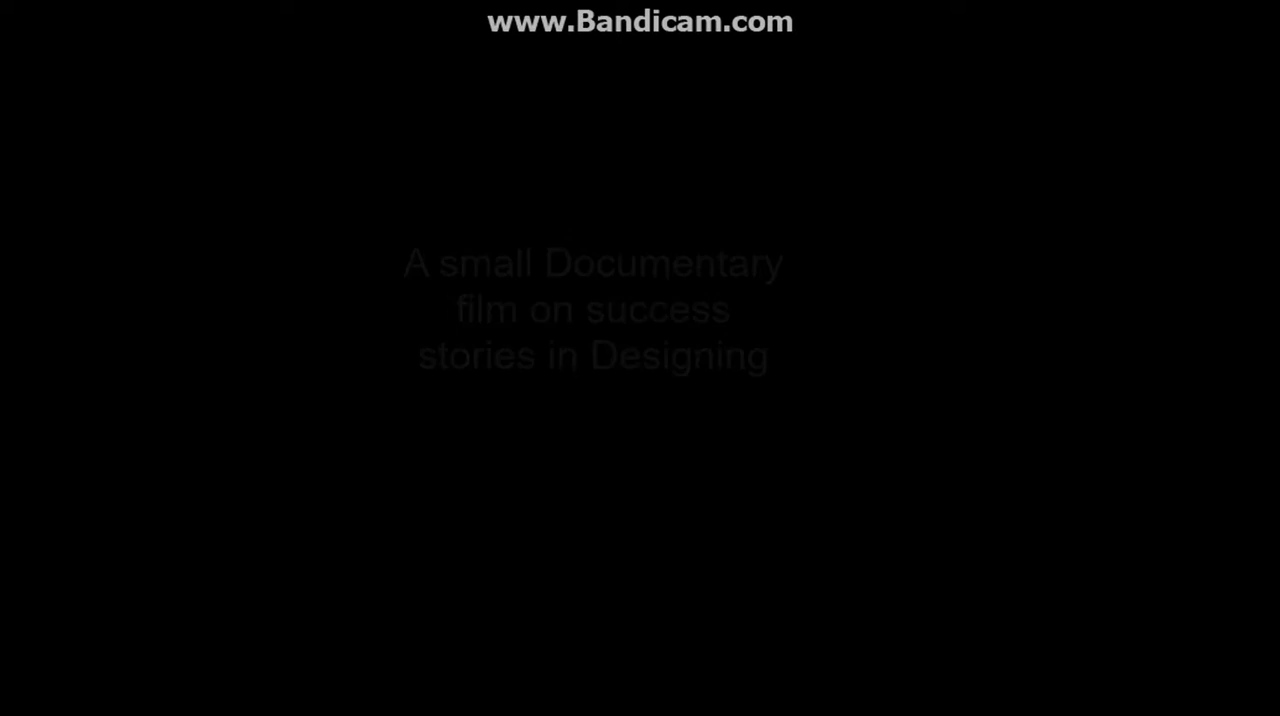 www.Bandicam.com
A small Documentary
film on success
stories in Designing